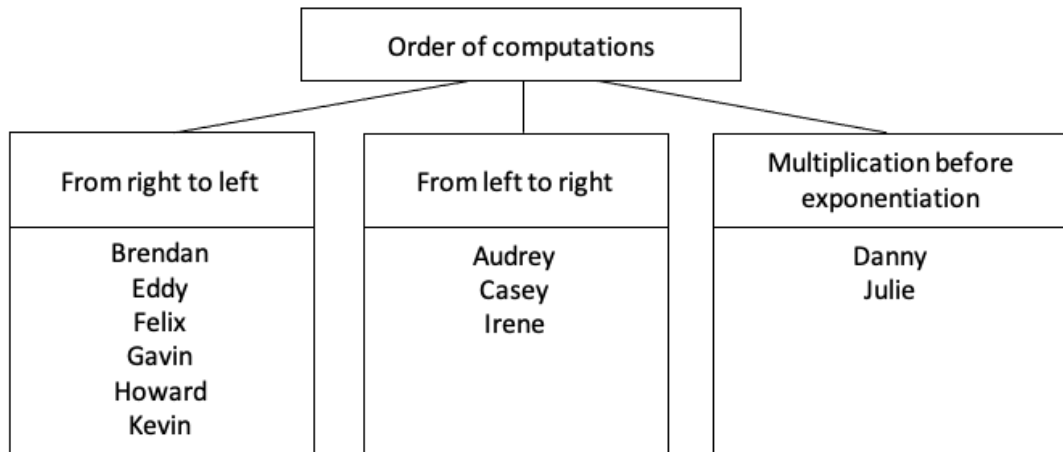 Order of computations
From right to left
Brendan
Eddy
Felix
Gavin
Howard
Kevin
From left to right
Audrey
Casey
Irene
Multiplication before
exponentiation
Danny
Julie